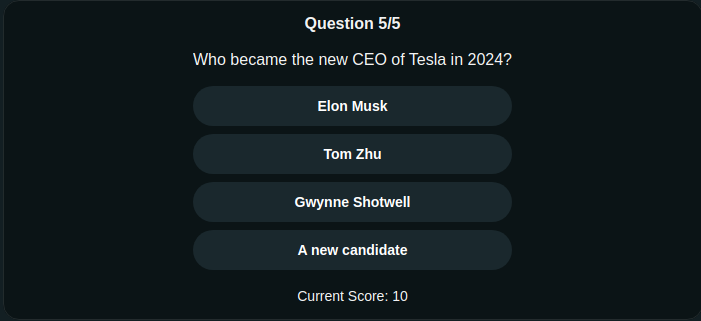 Question 5/5
Who became the new CEO of Tesla in 2024?
Elon Musk
Tom Zhu
Gwynne Shotwell
A new candidate
Current Score: 10